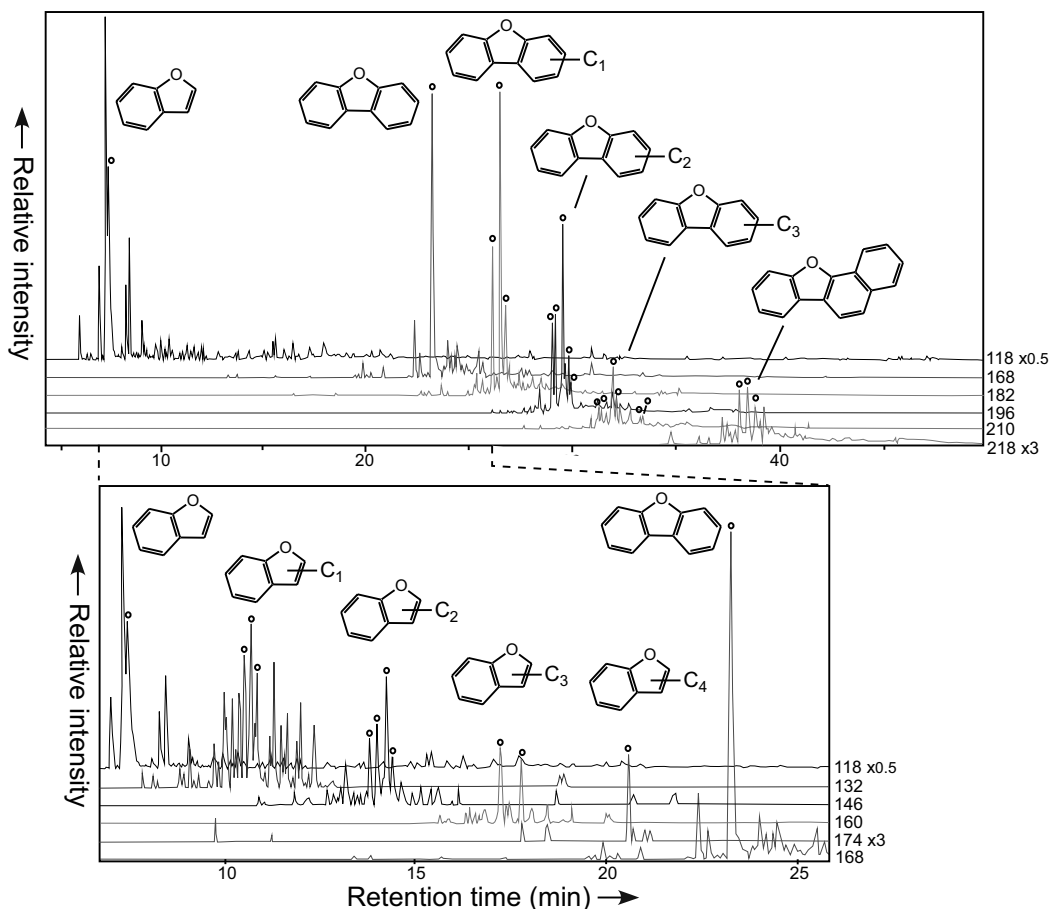 ← Relative intensity
O
O
O
C1
O
C2
O
C3
O
118 x0.5
168
182
196
210
218 x3
10
20
40
← Relative intensity
O
O
C1
O
C2
O
C3
O
C4
O
118 x0.5
132
146
160
174 x3
168
10
15
20
25
Retention time (min) →